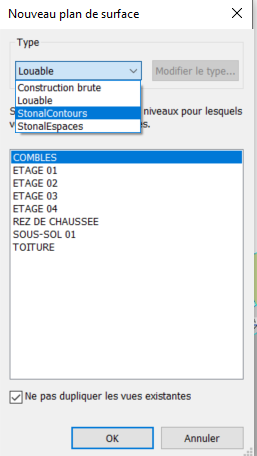 Nouveau plan de surface
Type
Louable
Modifier le type...
Construction brute
Louable
StonalContours
StonalEspaces
niveaux pour lesquels
COMBLES
ETAGE 01
ETAGE 02
ETAGE 03
ETAGE 04
REZ DE CHAUSSEE
SOUS-SOL 01
TOITURE
Ne pas dupliquer les vues existantes
OK
Annuler